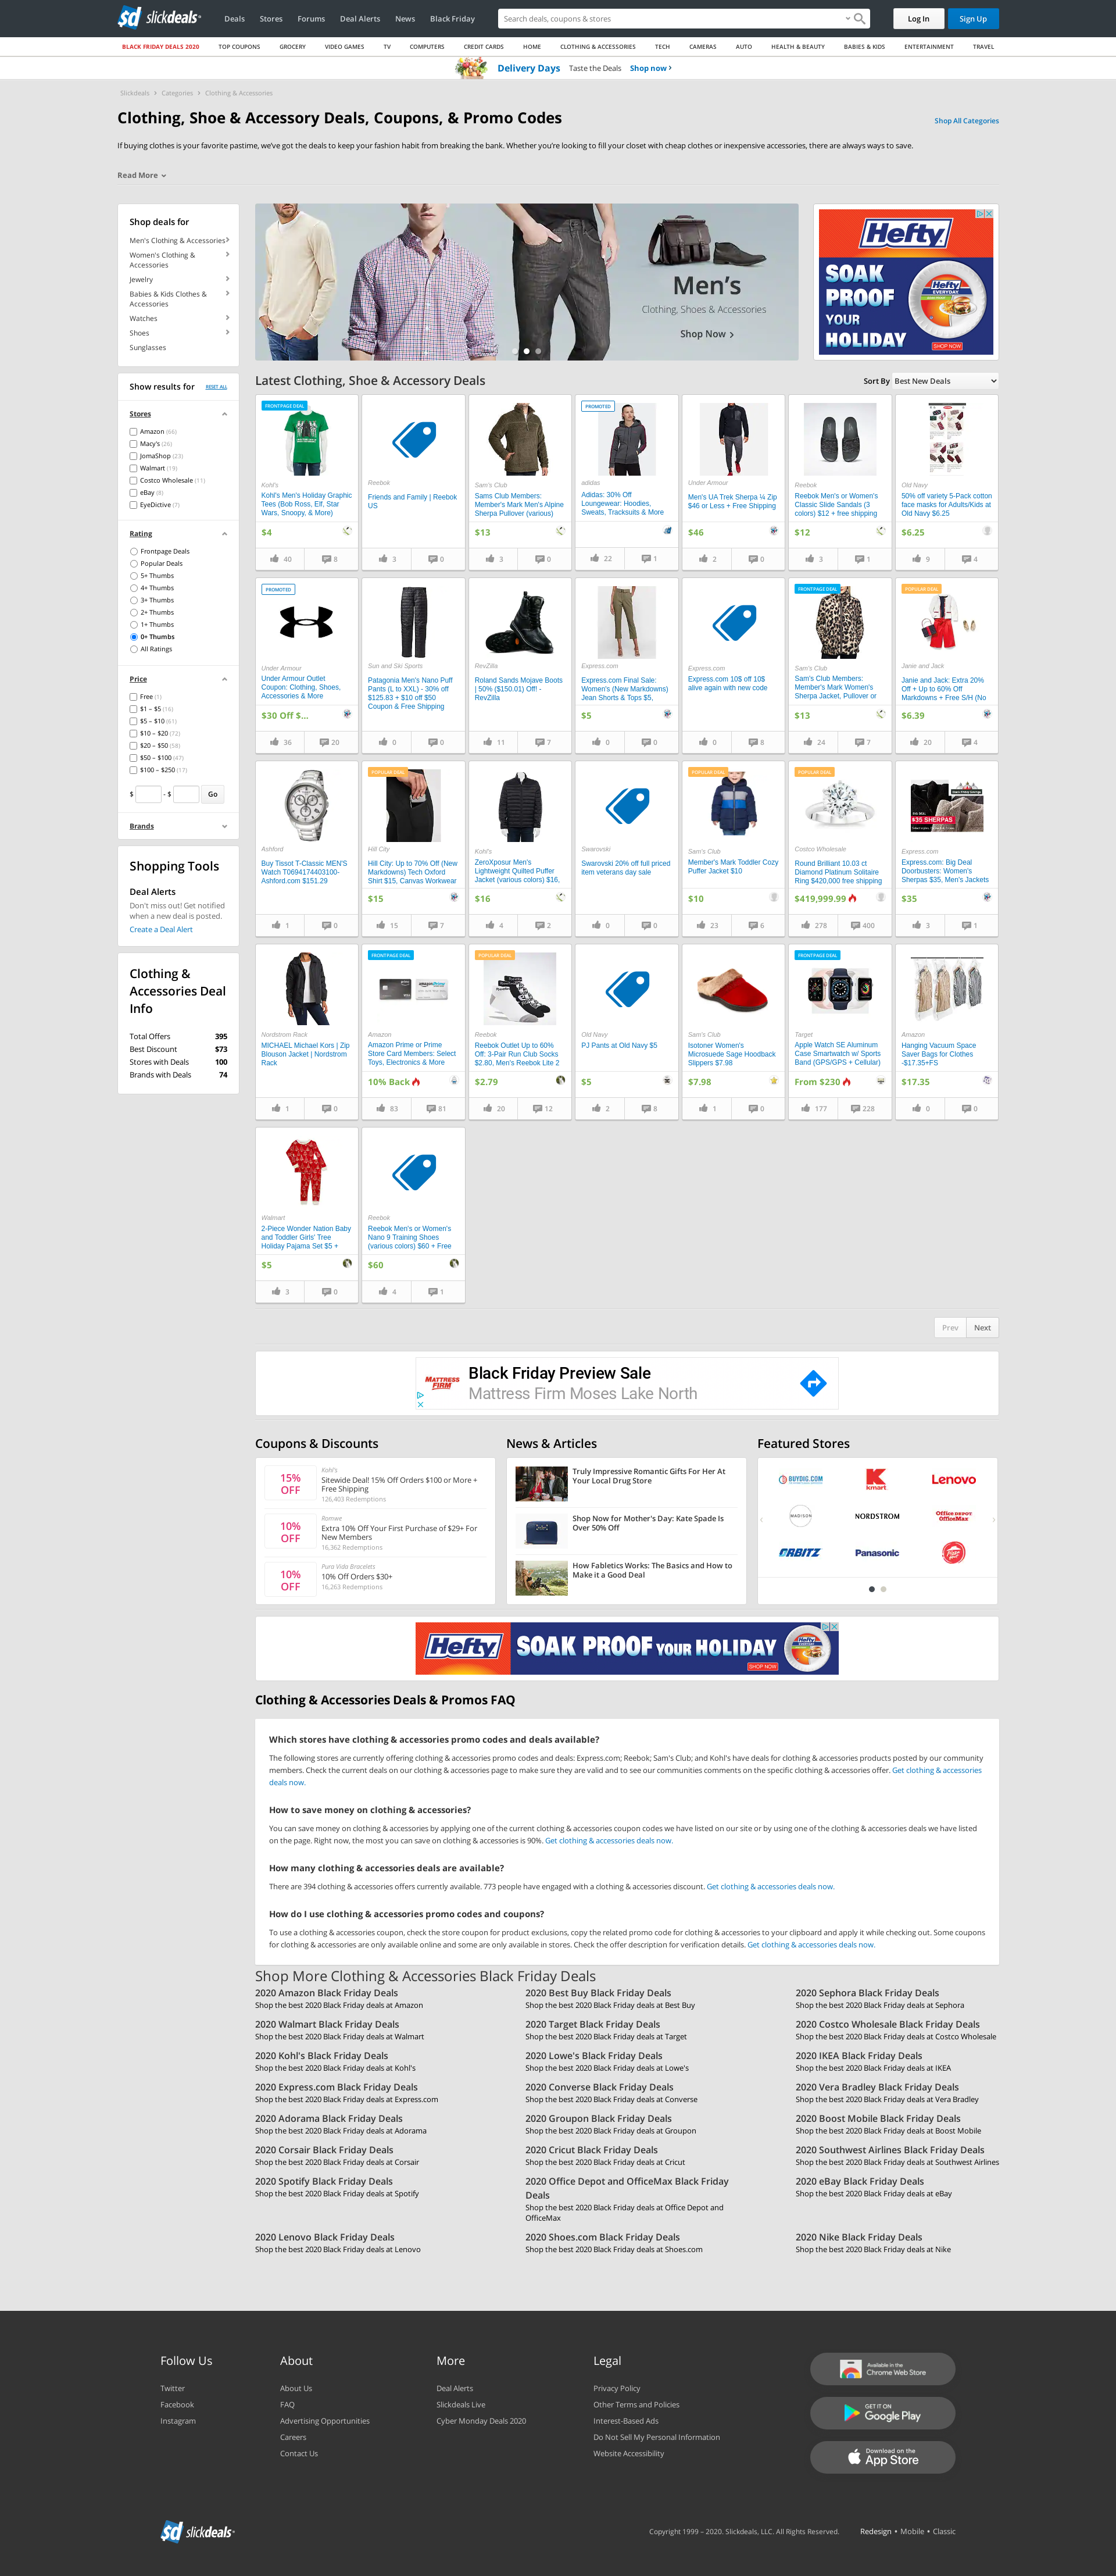 slickdeals
Deals Stores Forums Deal Alerts News Black Friday
Search deals, coupons & stores
Log In
Sign Up
BLACK FRIDAY DEALS 2020 TOP COUPONS GROCERY VIDEO GAMES TV COMPUTERS CREDIT CARDS HOME CLOTHING & ACCESSORIES TECH CAMERAS AUTO HEALTH & BEAUTY BABIES & KIDS ENTERTAINMENT TRAVEL
Delivery Days Taste the Deals Shop now
Slickdeals Categories Clothing & Accessories
Clothing, Shoe & Accessory Deals, Coupons, & Promo Codes
Shop All Categories
If buying clothes is your favorite pastime, we've got the deals to keep your fashion habit from breaking the bank. Whether you're looking to fill your closet with cheap clothes or inexpensive accessories, there are always ways to save.
Read More
Shop deals for
Men's Clothing & Accessories
Women's Clothing &
Accessories
Jewelry
Babies & Kids Clothes &
Accessories
Watches
Shoes
Sunglasses
Men's
Clothing, Shoes & Accessories
Shop Now
Hefty
SOAK
PROOF
YOUR
HOLIDAY
SHOP NOW
Show results for RESET ALL
Stores
Amazon (66)
Macy's (26)
JomaShop (23)
Walmart (19)
Costco Wholesale (11)
eBay (8)
EyeDictive (7)
Rating
Frontpage Deals
Popular Deals
5+ Thumbs
4+ Thumbs
3+ Thumbs
2+ Thumbs
1+ Thumbs
0+ Thumbs
All Ratings
Price
Free (1)
$1 – $5 (16)
$5 – $10 (61)
$10 – $20 (72)
$20 – $50 (58)
$50 – $100 (47)
$100 – $250 (17)
$ - $ Go
Brands
Shopping Tools
Deal Alerts
Don't miss out! Get notified
when a new deal is posted.
Create a Deal Alert
Clothing &
Accessories Deal
Info
Total Offers 395
Best Discount $73
Stores with Deals 100
Brands with Deals 74
Latest Clothing, Shoe & Accessory Deals
Sort By Best New Deals
FRONTPAGE DEAL
Kohl's
Kohl's Men's Holiday Graphic
Tees (Bob Ross, Elf, Star
Wars, Snoopy, & More)
$4
40 8
Reebok
Friends and Family | Reebok
US
3 0
Sam's Club
Sams Club Members:
Member's Mark Men's Alpine
Sherpa Pullover (various)
$13
3 0
PROMOTED
adidas
Adidas: 30% Off
Loungewear: Hoodies,
Sweats, Tracksuits & More
22 1
Under Armour
Men's UA Trek Sherpa ¼ Zip
$46 or Less + Free Shipping
$46
2 0
Reebok
Reebok Men's or Women's
Classic Slide Sandals (3
colors) $12 + free shipping
$12
3 1
Old Navy
50% off variety 5-Pack cotton
face masks for Adults/Kids at
Old Navy $6.25
$6.25
9 4
PROMOTED
Under Armour
Under Armour Outlet
Coupon: Clothing, Shoes,
Accessories & More
$30 Off $...
36 20
Sun and Ski Sports
Patagonia Men's Nano Puff
Pants (L to XXL) - 30% off
$125.83 + $10 off $50
Coupon & Free Shipping
0 0
RevZilla
Roland Sands Mojave Boots
| 50% ($150.01) Off! -
RevZilla
11 7
Express.com
Express.com Final Sale:
Women's (New Markdowns)
Jean Shorts & Tops $5,
$5
0 0
Express.com
Express.com 10$ off 10$
alive again with new code
0 8
FRONTPAGE DEAL
Sam's Club
Sam's Club Members:
Member's Mark Women's
Sherpa Jacket, Pullover or
$13
24 7
POPULAR DEAL
Janie and Jack
Janie and Jack: Extra 20%
Off + Up to 60% Off
Markdowns + Free S/H (No
$6.39
20 4
Ashford
Buy Tissot T-Classic MEN'S
Watch T0694174403100-
Ashford.com $151.29
1 0
POPULAR DEAL
Hill City
Hill City: Up to 70% Off (New
Markdowns) Tech Oxford
Shirt $15, Canvas Workwear
$15
15 7
Kohl's
ZeroXposur Men's
Lightweight Quilted Puffer
Jacket (various colors) $16,
$16
4 2
Swarovski
Swarovski 20% off full priced
item veterans day sale
0 0
POPULAR DEAL
Sam's Club
Member's Mark Toddler Cozy
Puffer Jacket $10
$10
23 6
POPULAR DEAL
Costco Wholesale
Round Brilliant 10.03 ct
Diamond Platinum Solitaire
Ring $420,000 free shipping
$419,999.99
278 400
$35 SHERPAS
Express.com
Express.com: Big Deal
Doorbusters: Women's
Sherpas $35, Men's Jackets
$35
3 1
Nordstrom Rack
MICHAEL Michael Kors | Zip
Blouson Jacket | Nordstrom
Rack
1 0
FRONTPAGE DEAL
Amazon
Amazon Prime or Prime
Store Card Members: Select
Toys, Electronics & More
10% Back
83 81
POPULAR DEAL
Reebok
Reebok Outlet Up to 60%
Off: 3-Pair Run Club Socks
$2.80, Men's Reebok Lite 2
$2.79
20 12
Old Navy
PJ Pants at Old Navy $5
$5
2 8
Sam's Club
Isotoner Women's
Microsuede Sage Hoodback
Slippers $7.98
$7.98
1 0
FRONTPAGE DEAL
Target
Apple Watch SE Aluminum
Case Smartwatch w/ Sports
Band (GPS/GPS + Cellular)
From $230
177 228
Amazon
Hanging Vacuum Space
Saver Bags for Clothes
-$17.35+FS
$17.35
0 0
Walmart
2-Piece Wonder Nation Baby
and Toddler Girls' Tree
Holiday Pajama Set $5 +
$5
3 0
Reebok
Reebok Men's or Women's
Nano 9 Training Shoes
(various colors) $60 + Free
$60
4 1
Prev Next
MATTRESS FIRM
Black Friday Preview Sale
Mattress Firm Moses Lake North
Coupons & Discounts
15% OFF
Kohl's
Sitewide Deal! 15% Off Orders $100 or More +
Free Shipping
126,403 Redemptions
10% OFF
Romwe
Extra 10% Off Your First Purchase of $29+ For
New Members
16,362 Redemptions
10% OFF
Pura Vida Bracelets
10% Off Orders $30+
16,263 Redemptions
News & Articles
Truly Impressive Romantic Gifts For Her At
Your Local Drug Store
Shop Now for Mother's Day: Kate Spade Is
Over 50% Off
How Fabletics Works: The Basics and How to
Make it a Good Deal
Featured Stores
BUYDIG.COM kmart Lenovo
MADISON NORDSTROM Office DEPOT OfficeMax
ORBITZ Panasonic Pizza Hut
Hefty SOAK PROOF YOUR HOLIDAY SHOP NOW
Clothing & Accessories Deals & Promos FAQ
Which stores have clothing & accessories promo codes and deals available?
The following stores are currently offering clothing & accessories promo codes and deals: Express.com; Reebok; Sam's Club; and Kohl's have deals for clothing & accessories products posted by our community
members. Check the current deals on our clothing & accessories page to make sure they are valid and to see our communities comments on the specific clothing & accessories offer. Get clothing & accessories
deals now.
How to save money on clothing & accessories?
You can save money on clothing & accessories by applying one of the current clothing & accessories coupon codes we have listed on our site or by using one of the clothing & accessories deals we have listed
on the page. Right now, the most you can save on clothing & accessories is 90%. Get clothing & accessories deals now.
How many clothing & accessories deals are available?
There are 394 clothing & accessories offers currently available. 773 people have engaged with a clothing & accessories discount. Get clothing & accessories deals now.
How do I use clothing & accessories promo codes and coupons?
To use a clothing & accessories coupon, check the store coupon for product exclusions, copy the related promo code for clothing & accessories to your clipboard and apply it while checking out. Some coupons
for clothing & accessories are only available online and some are only available in stores. Check the offer description for verification details. Get clothing & accessories deals now.
Shop More Clothing & Accessories Black Friday Deals
2020 Amazon Black Friday Deals
Shop the best 2020 Black Friday deals at Amazon
2020 Best Buy Black Friday Deals
Shop the best 2020 Black Friday deals at Best Buy
2020 Sephora Black Friday Deals
Shop the best 2020 Black Friday deals at Sephora
2020 Walmart Black Friday Deals
Shop the best 2020 Black Friday deals at Walmart
2020 Target Black Friday Deals
Shop the best 2020 Black Friday deals at Target
2020 Costco Wholesale Black Friday Deals
Shop the best 2020 Black Friday deals at Costco Wholesale
2020 Kohl's Black Friday Deals
Shop the best 2020 Black Friday deals at Kohl's
2020 Lowe's Black Friday Deals
Shop the best 2020 Black Friday deals at Lowe's
2020 IKEA Black Friday Deals
Shop the best 2020 Black Friday deals at IKEA
2020 Express.com Black Friday Deals
Shop the best 2020 Black Friday deals at Express.com
2020 Converse Black Friday Deals
Shop the best 2020 Black Friday deals at Converse
2020 Vera Bradley Black Friday Deals
Shop the best 2020 Black Friday deals at Vera Bradley
2020 Adorama Black Friday Deals
Shop the best 2020 Black Friday deals at Adorama
2020 Groupon Black Friday Deals
Shop the best 2020 Black Friday deals at Groupon
2020 Boost Mobile Black Friday Deals
Shop the best 2020 Black Friday deals at Boost Mobile
2020 Corsair Black Friday Deals
Shop the best 2020 Black Friday deals at Corsair
2020 Cricut Black Friday Deals
Shop the best 2020 Black Friday deals at Cricut
2020 Southwest Airlines Black Friday Deals
Shop the best 2020 Black Friday deals at Southwest Airlines
2020 Spotify Black Friday Deals
Shop the best 2020 Black Friday deals at Spotify
2020 Office Depot and OfficeMax Black Friday
Deals
Shop the best 2020 Black Friday deals at Office Depot and
OfficeMax
2020 eBay Black Friday Deals
Shop the best 2020 Black Friday deals at eBay
2020 Lenovo Black Friday Deals
Shop the best 2020 Black Friday deals at Lenovo
2020 Shoes.com Black Friday Deals
Shop the best 2020 Black Friday deals at Shoes.com
2020 Nike Black Friday Deals
Shop the best 2020 Black Friday deals at Nike
Follow Us
Twitter
Facebook
Instagram
About
About Us
FAQ
Advertising Opportunities
Careers
Contact Us
More
Deal Alerts
Slickdeals Live
Cyber Monday Deals 2020
Legal
Privacy Policy
Other Terms and Policies
Interest-Based Ads
Do Not Sell My Personal Information
Website Accessibility
Available in the
Chrome Web Store
GET IT ON
Google Play
Download on the
App Store
slickdeals
Copyright 1999 – 2020. Slickdeals, LLC. All Rights Reserved. Redesign • Mobile • Classic